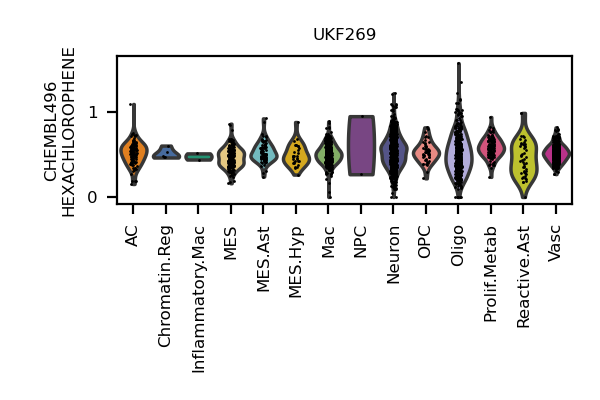 UKF269
CHEMBL496
HEXACHLOROPHENE
1
0
AC
Chromatin.Reg
Inflammatory.Mac
MES
MES.Ast
MES.Hyp
Mac
NPC
Neuron
OPC
Oligo
Prolif.Metab
Reactive.Ast
Vasc